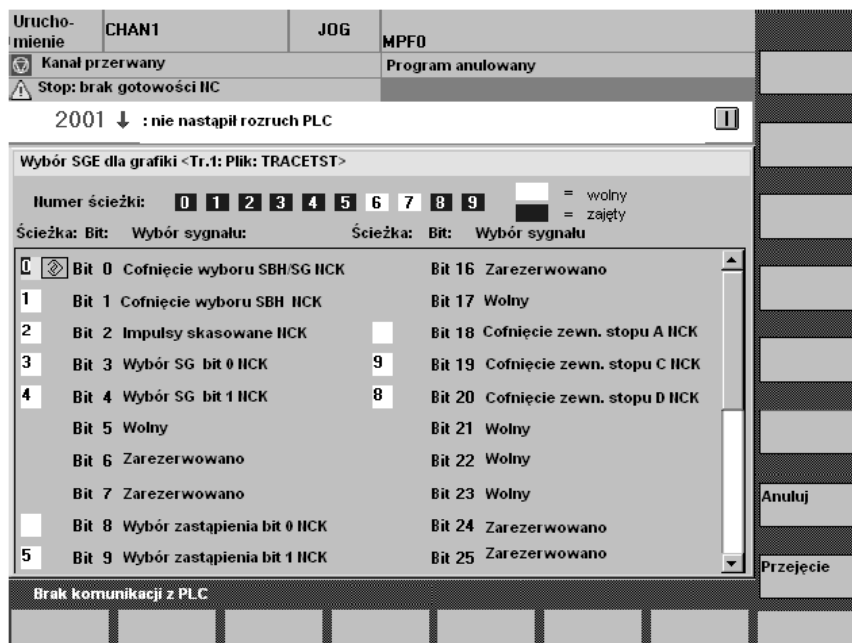 Urucho-
mienie
CHAN1
JOG
MPF0
Kanał przerwany
Program anulowany
Stop: brak gotowości NC
2001 ↓ : nie nastąpił rozruch PLC
Wybór SGE dla grafiki <Tr.1: Plik: TRACETST>
Numer ścieżki: 0 1 2 3 4 5 6 7 8 9
= wolny
= zajęty
Ścieżka: Bit: Wybór sygnału: Ścieżka: Bit: Wybór sygnału
0 Bit 0 Cofnięcie wyboru SBH/SG NCK Bit 16 Zarezerwowano
1 Bit 1 Cofnięcie wyboru SBH NCK Bit 17 Wolny
2 Bit 2 Impulsy skasowane NCK Bit 18 Cofnięcie zewn. stopu A NCK
3 Bit 3 Wybór SG bit 0 NCK 9 Bit 19 Cofnięcie zewn. stopu C NCK
4 Bit 4 Wybór SG bit 1 NCK 8 Bit 20 Cofnięcie zewn. stopu D NCK
Bit 5 Wolny Bit 21 Wolny
Bit 6 Zarezerwowano Bit 22 Wolny
Bit 7 Zarezerwowano Bit 23 Wolny
Bit 8 Wybór zastąpienia bit 0 NCK Bit 24 Zarezerwowano
5 Bit 9 Wybór zastąpienia bit 1 NCK Bit 25 Zarezerwowano
Anuluj
Przejęcie
Brak komunikacji z PLC